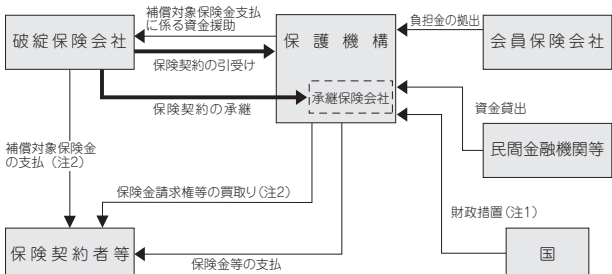 補償対象保険金支払
に係る資金援助
負担金の拠出
破綻保険会社
保護機構
会員保険会社
保険契約の引受け
承継保険会社
保険契約の承継
資金貸出
補償対象保険金
の支払（注2）
民間金融機関等
保険金請求権等の買取り（注2）
財政措置（注1）
保険契約者等
保険金等の支払
国